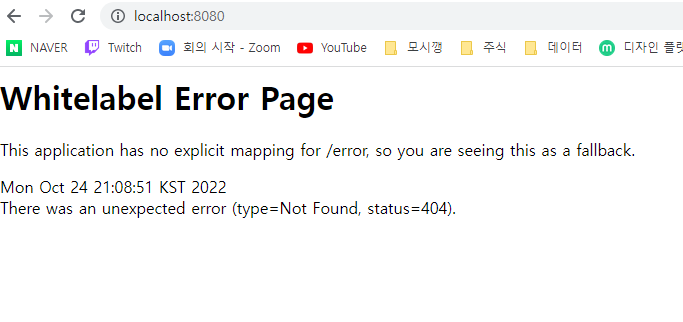 localhost:8080
NAVER Twitch 회의 시작 - Zoom YouTube 모시깽 주식 데이터 디자인 플랫
Whitelabel Error Page
This application has no explicit mapping for /error, so you are seeing this as a fallback.
Mon Oct 24 21:08:51 KST 2022
There was an unexpected error (type=Not Found, status=404).